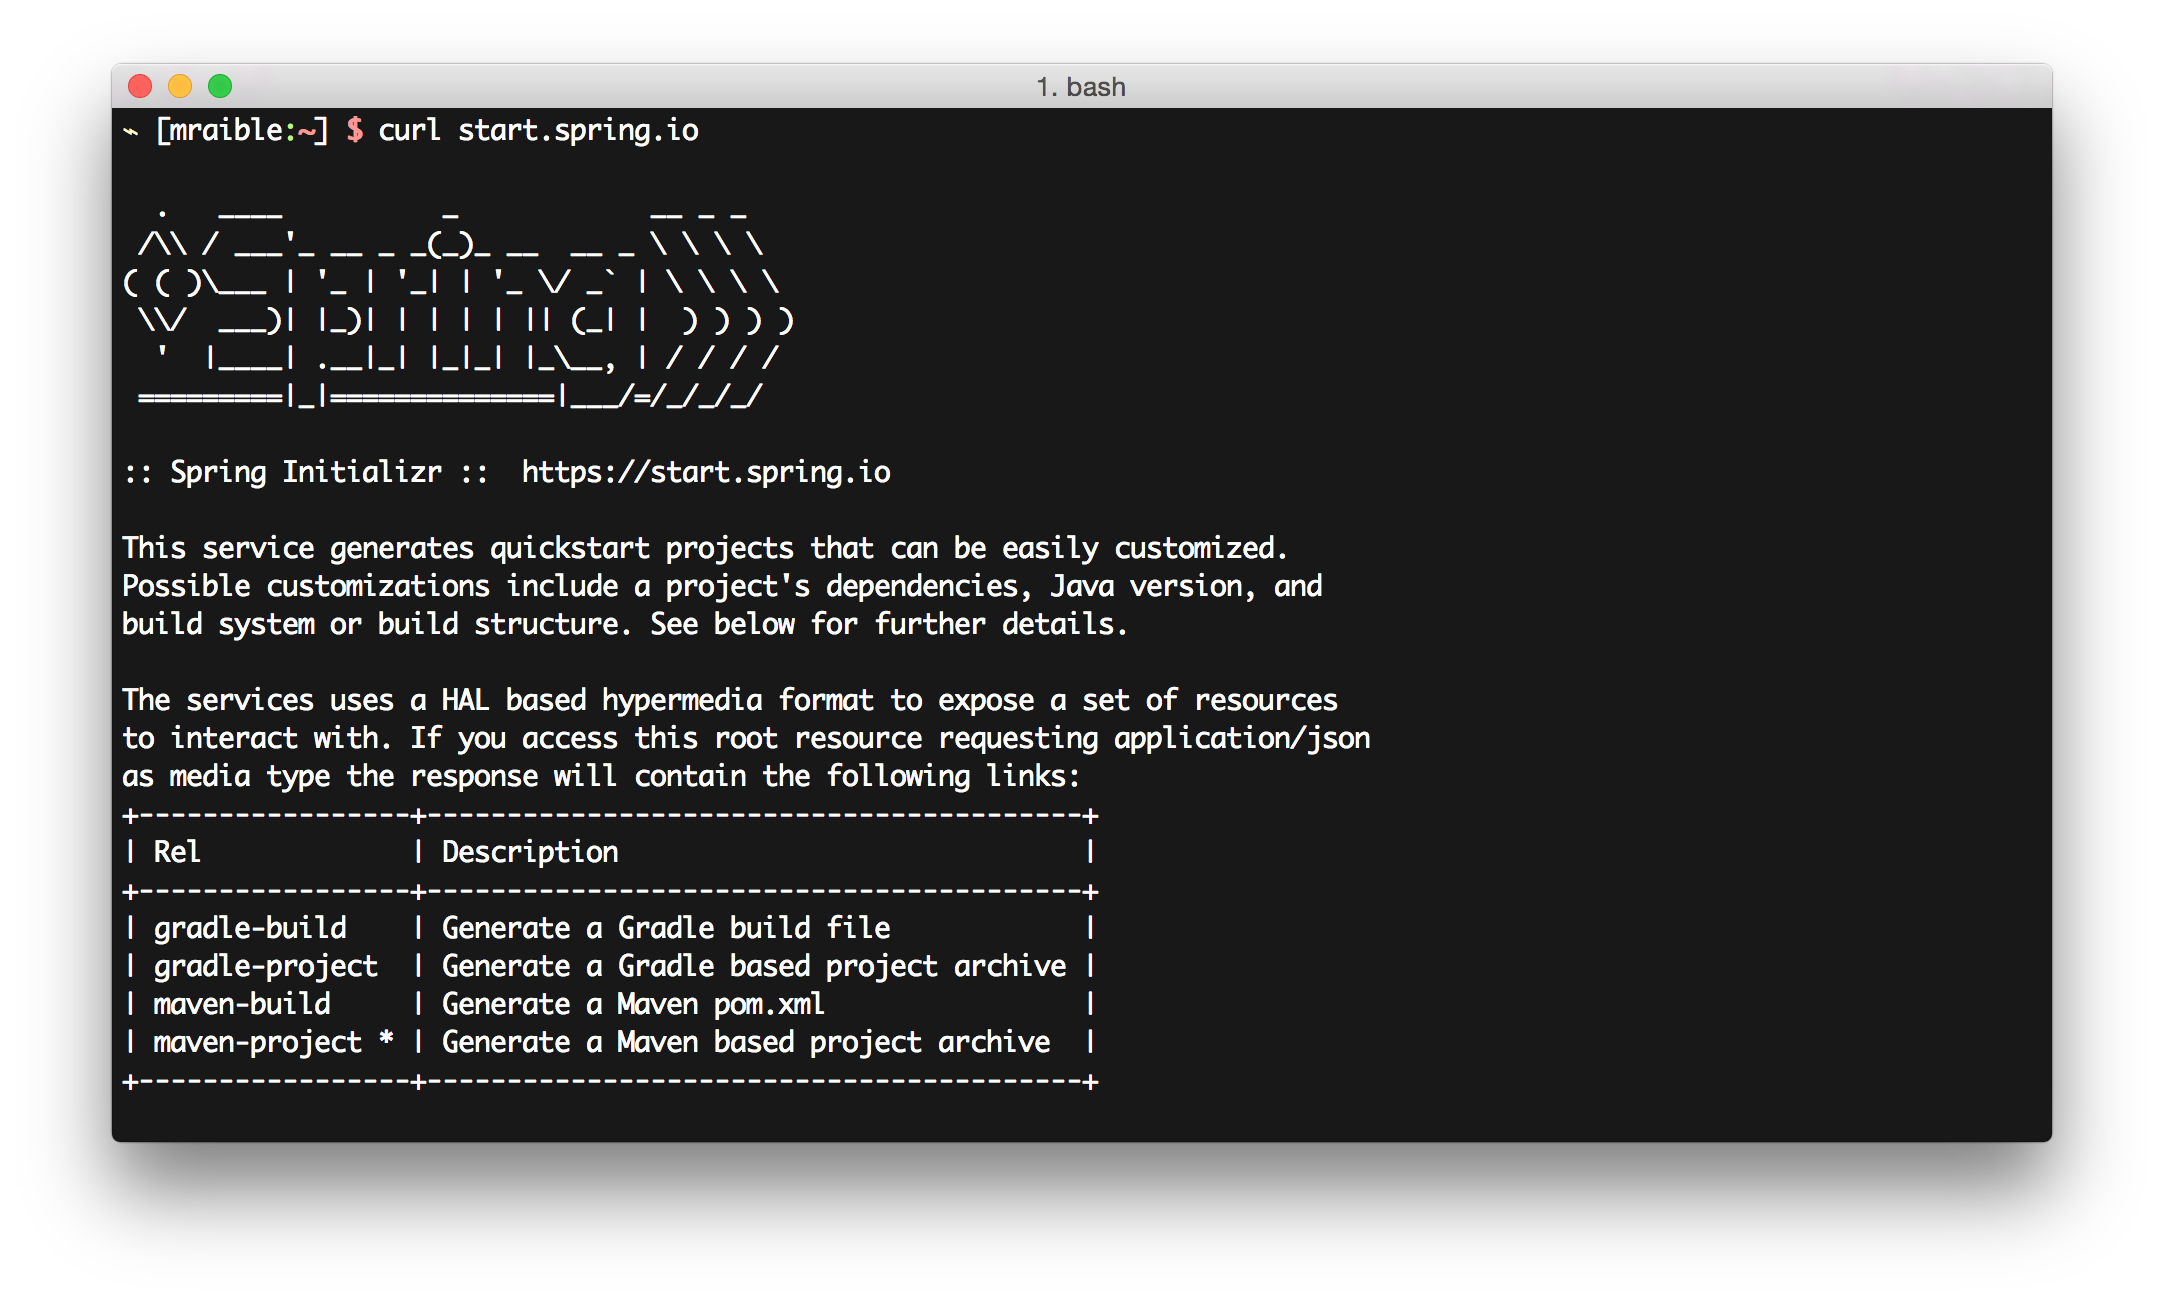 1. bash
~ [mraible:~] $ curl start.spring.io
  .   ____          _            __ _ _
 /\\ / ___'_ __ _ _(_)_ __  __ _ \ \ \ \
( ( )\___ | '_ | '_| | '_ \/ _` | \ \ \ \
 \\/  ___)| |_)| | | | | || (_| |  ) ) ) )
  '  |____| .__|_| |_|_| |_\__, | / / / /
 =========|_|==============|___/=/_/_/_/
:: Spring Initializr ::  https://start.spring.io
This service generates quickstart projects that can be easily customized.
Possible customizations include a project's dependencies, Java version, and
build system or build structure. See below for further details.
The services uses a HAL based hypermedia format to expose a set of resources
to interact with. If you access this root resource requesting application/json
as media type the response will contain the following links:
+-----------------+-----------------------------------------+
| Rel             | Description                             |
+-----------------+-----------------------------------------+
| gradle-build    | Generate a Gradle build file            |
| gradle-project  | Generate a Gradle based project archive |
| maven-build     | Generate a Maven pom.xml                |
| maven-project * | Generate a Maven based project archive  |
+-----------------+-----------------------------------------+